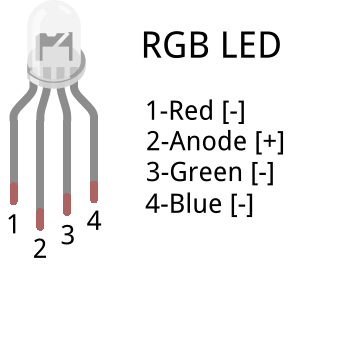 RGB LED
1-Red [-]
2-Anode [+]
3-Green [-]
4-Blue [-]
1
2
3
4